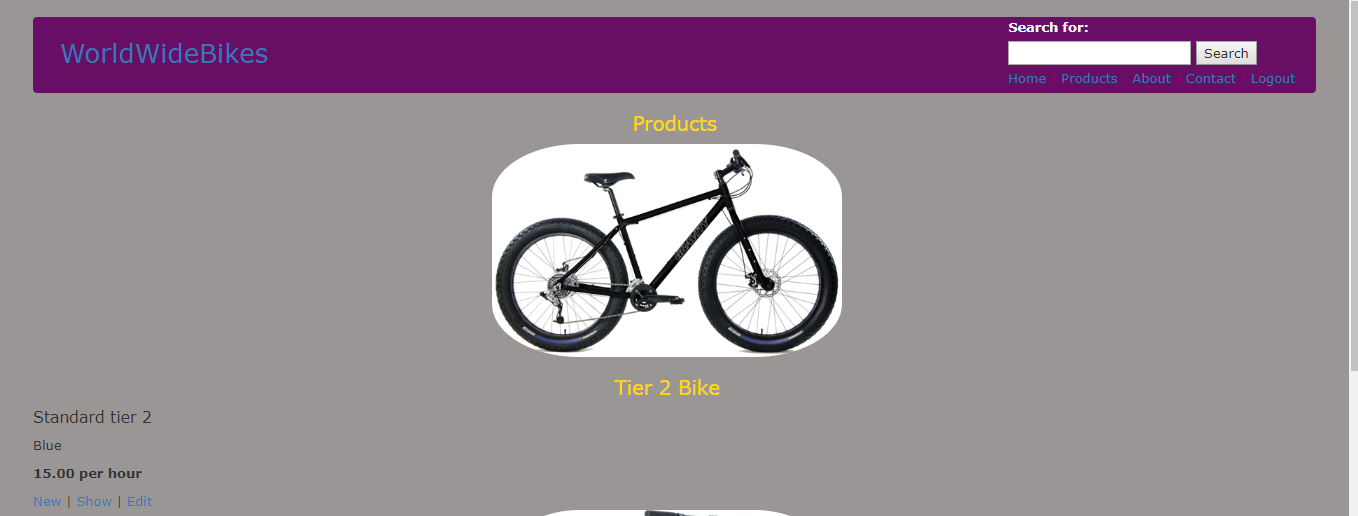 Search for:
WorldWideBikes
Search
Home | Products | About | Contact | Logout
Products
GRAVITY
Tier 2 Bike
Standard tier 2
Blue
15.00 per hour
New | Show | Edit